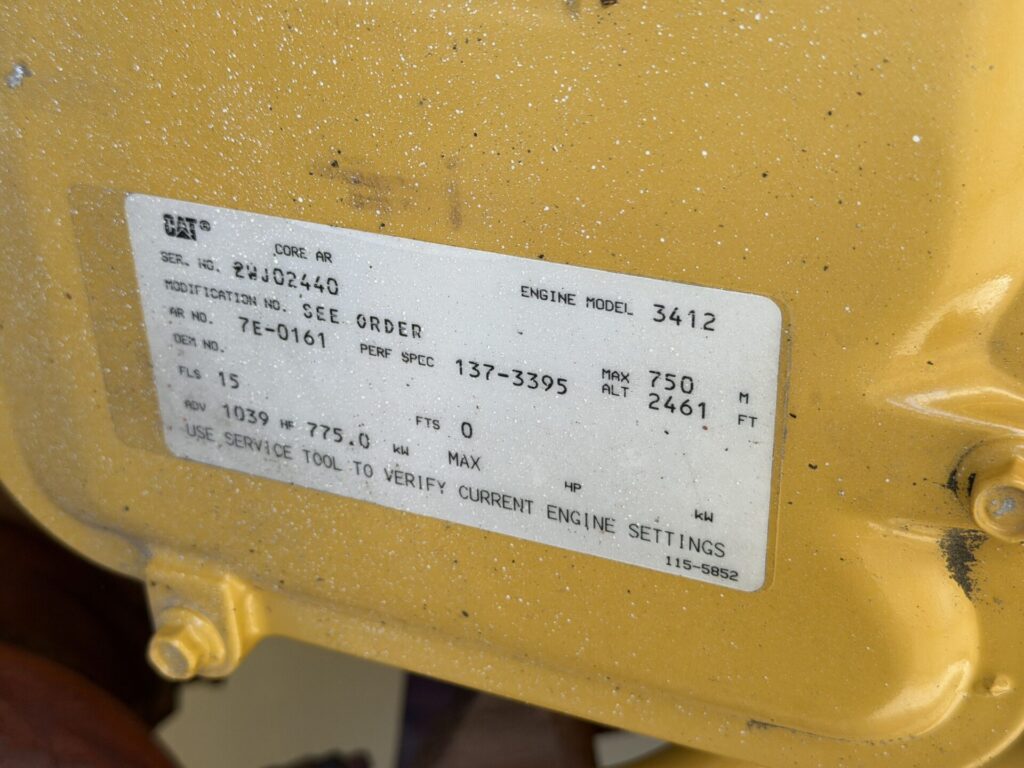 CAT®
CORE AR
SER. NO. 2WJ02440 ENGINE MODEL 3412
MODIFICATION NO. SEE ORDER
AR NO. 7E-0161 PERF SPEC 137-3395 MAX ALT 750 M 2461 FT
OEM NO.
FLS 15 FTS 0
ADV 1039 HP 775.0 kW MAX HP kW
USE SERVICE TOOL TO VERIFY CURRENT ENGINE SETTINGS
115-5852